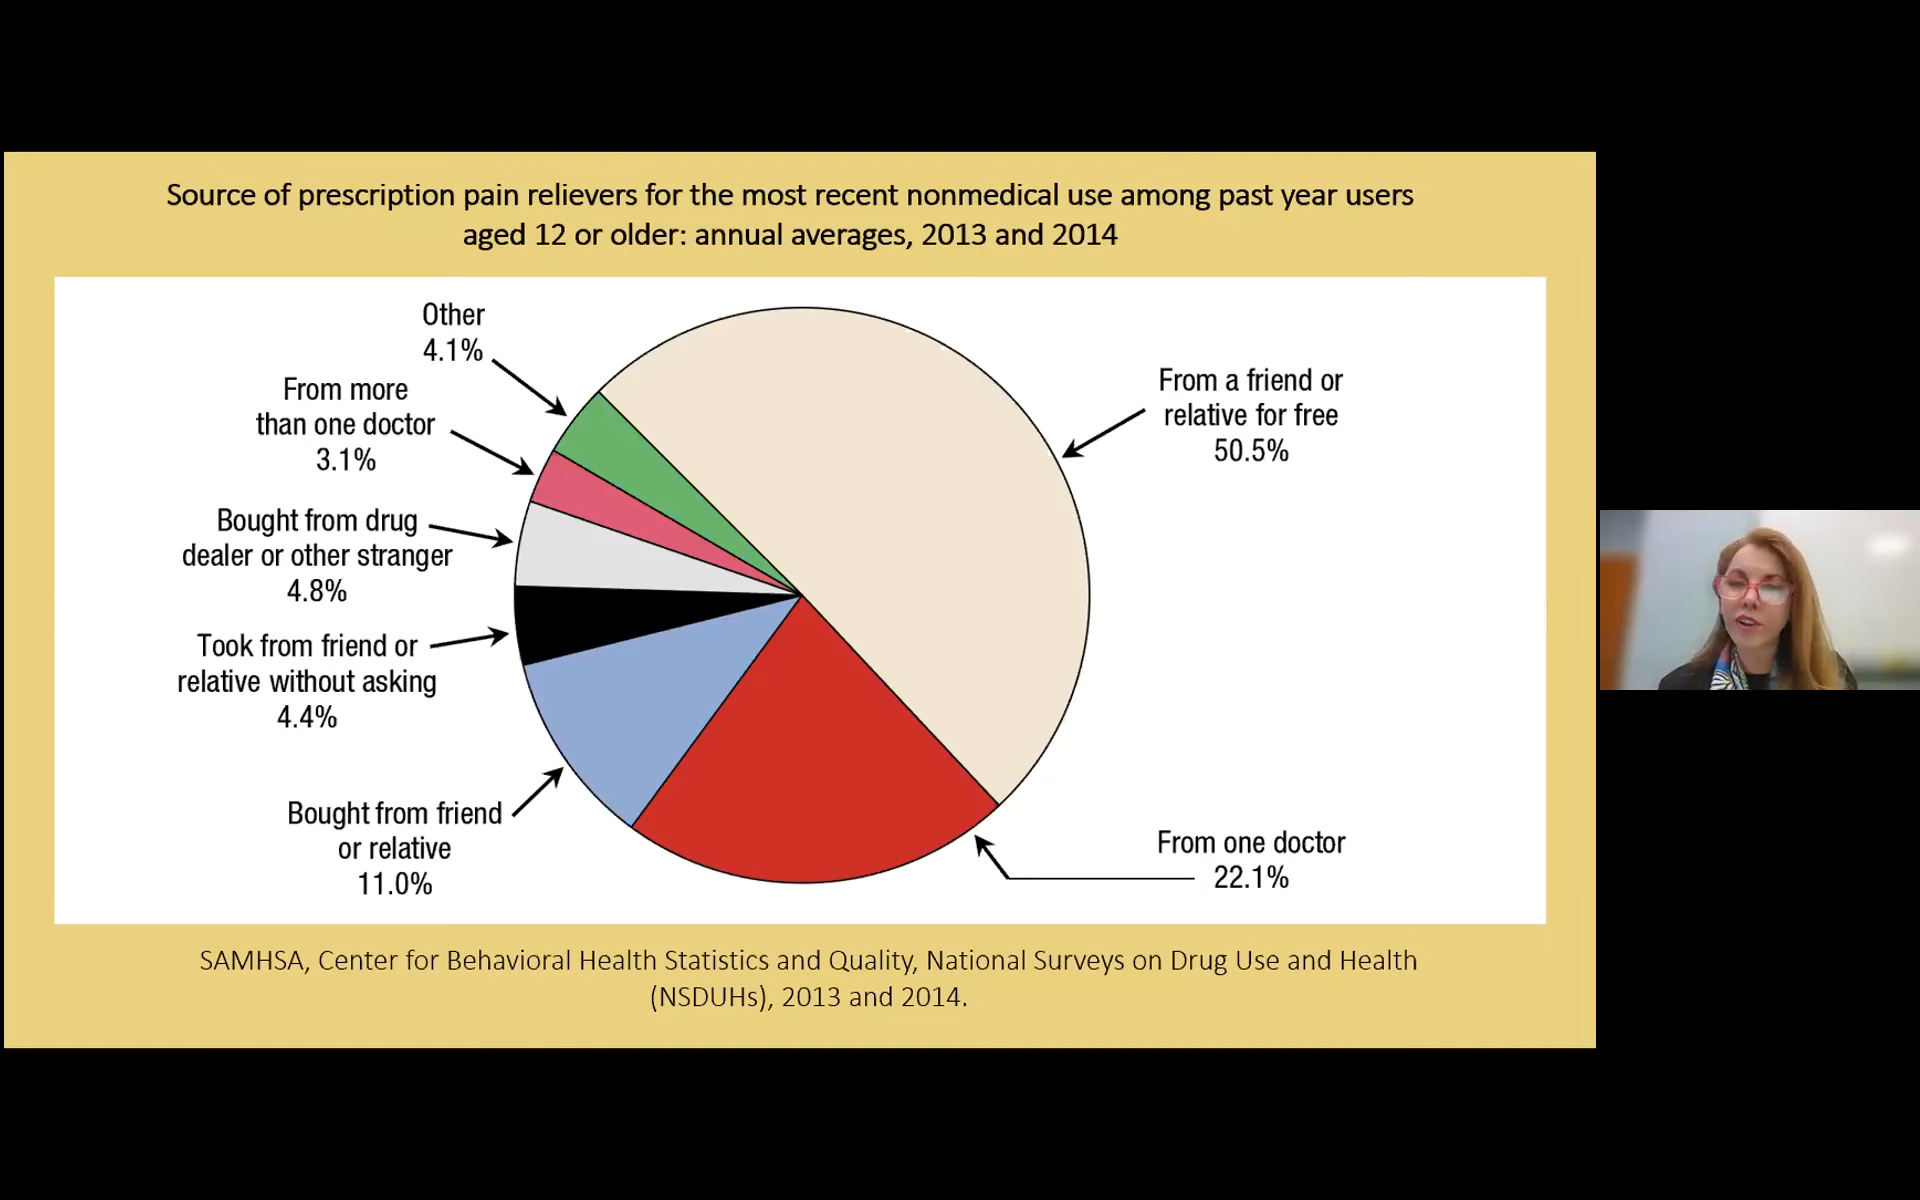 Source of prescription pain relievers for the most recent nonmedical use among past year users
aged 12 or older: annual averages, 2013 and 2014
Other
4.1%
From more
than one doctor
3.1%
Bought from drug
dealer or other stranger
4.8%
Took from friend or
relative without asking
4.4%
Bought from friend
or relative
11.0%
From a friend or
relative for free
50.5%
From one doctor
22.1%
SAMHSA, Center for Behavioral Health Statistics and Quality, National Surveys on Drug Use and Health
(NSDUHs), 2013 and 2014.